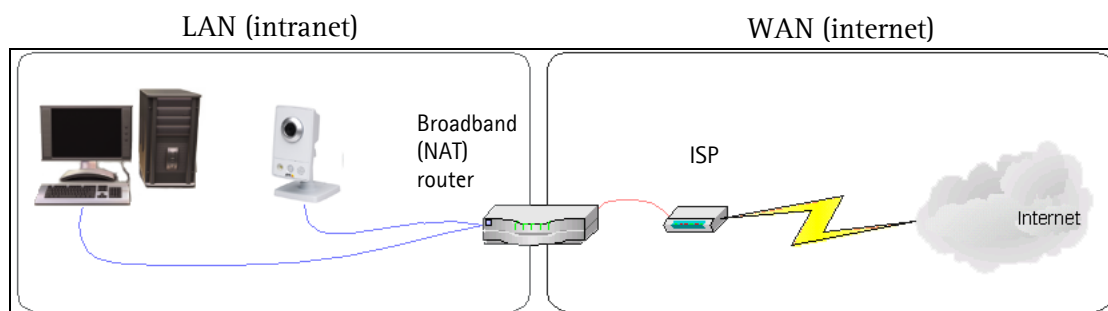 LAN (intranet)
WAN (internet)
Broadband
(NAT)
router
ISP
Internet